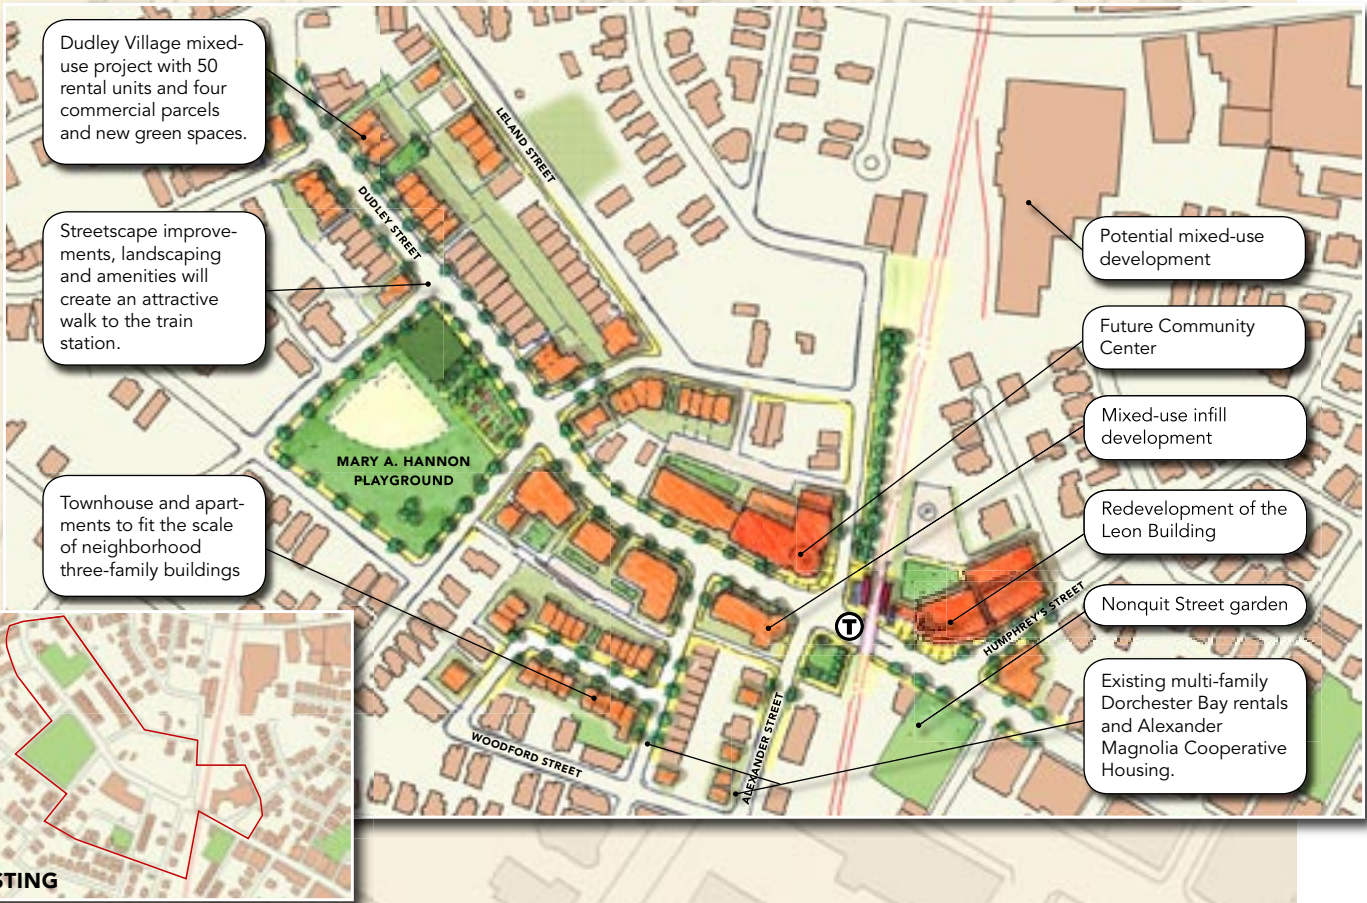 Dudley Village mixed-
use project with 50
rental units and four
commercial parcels
and new green spaces.
Streetscape improve-
ments, landscaping
and amenities will
create an attractive
walk to the train
station.
Townhouse and apart-
ments to fit the scale
of neighborhood
three-family buildings
LELAND STREET
DUDLEY STREET
MARY A. HANNON
PLAYGROUND
WOODFORD STREET
ALEXANDER STREET
HUMPHREY'S STREET
T
P
Potential mixed-use
development
Future Community
Center
Mixed-use infill
development
Redevelopment of the
Leon Building
Nonquit Street garden
Existing multi-family
Dorchester Bay rentals
and Alexander
Magnolia Cooperative
Housing.
STING